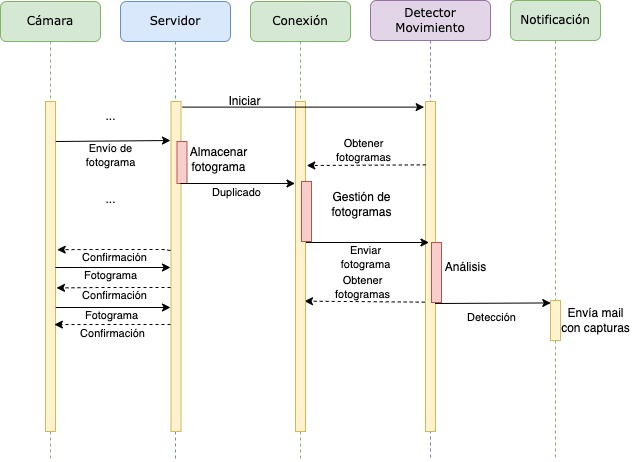 Cámara
Servidor
Conexión
Detector
Movimiento
Notificación
Iniciar
...
Envío de
fotograma
Almacenar
fotograma
Obtener
fotogramas
Duplicado
...
Gestión de
fotogramas
Confirmación
Enviar
fotograma
Análisis
Fotograma
Obtener
fotogramas
Confirmación
Detección
Envía mail
con capturas
Fotograma
Confirmación